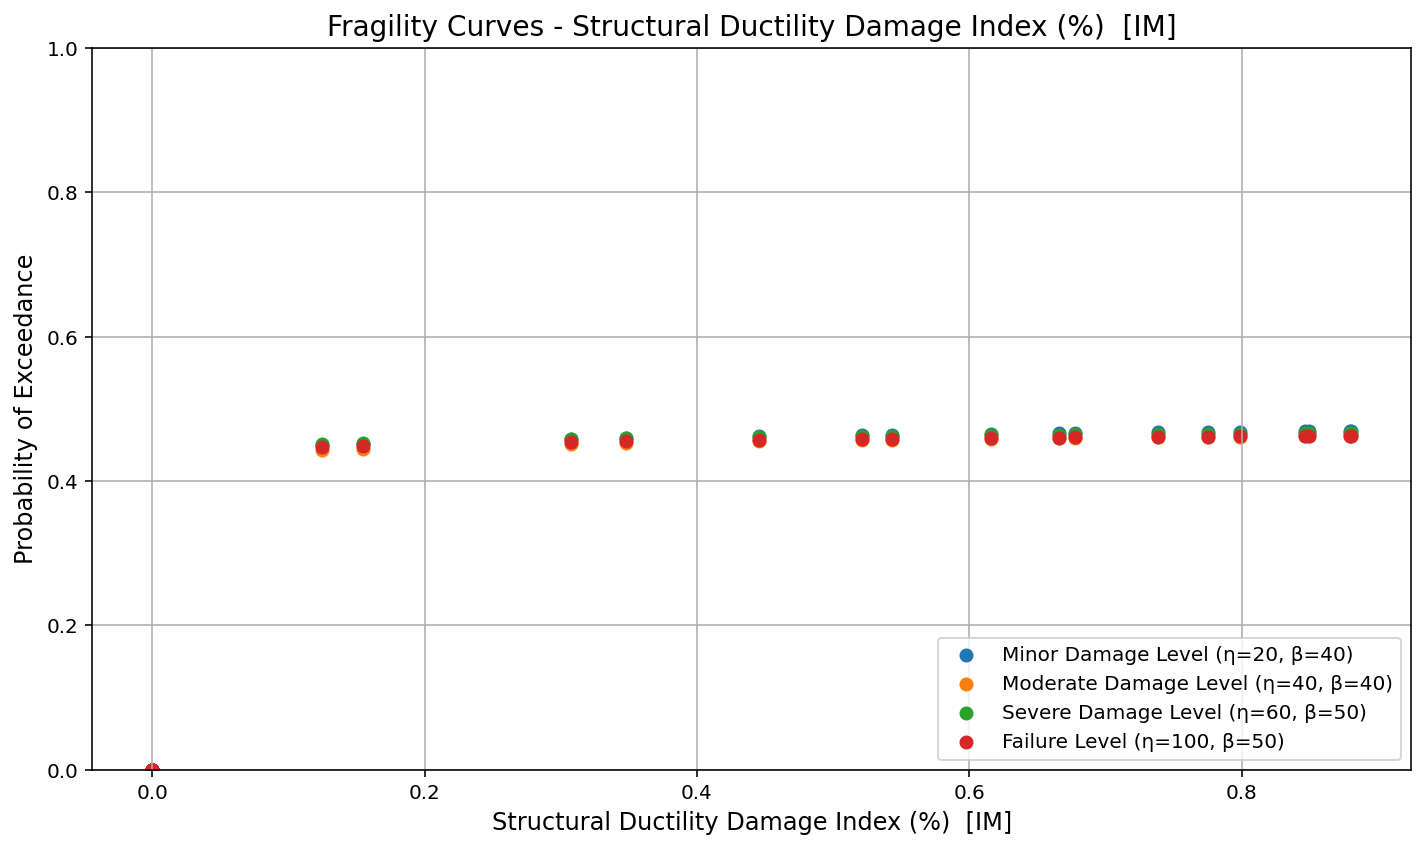 Fragility Curves - Structural Ductility Damage Index (%)  [IM]
Probability of Exceedance
1.0
0.8
0.6
0.4
0.2
0.0
Minor Damage Level (η=20, β=40)
Moderate Damage Level (η=40, β=40)
Severe Damage Level (η=60, β=50)
Failure Level (η=100, β=50)
0.0 0.2 0.4 0.6 0.8
Structural Ductility Damage Index (%)  [IM]